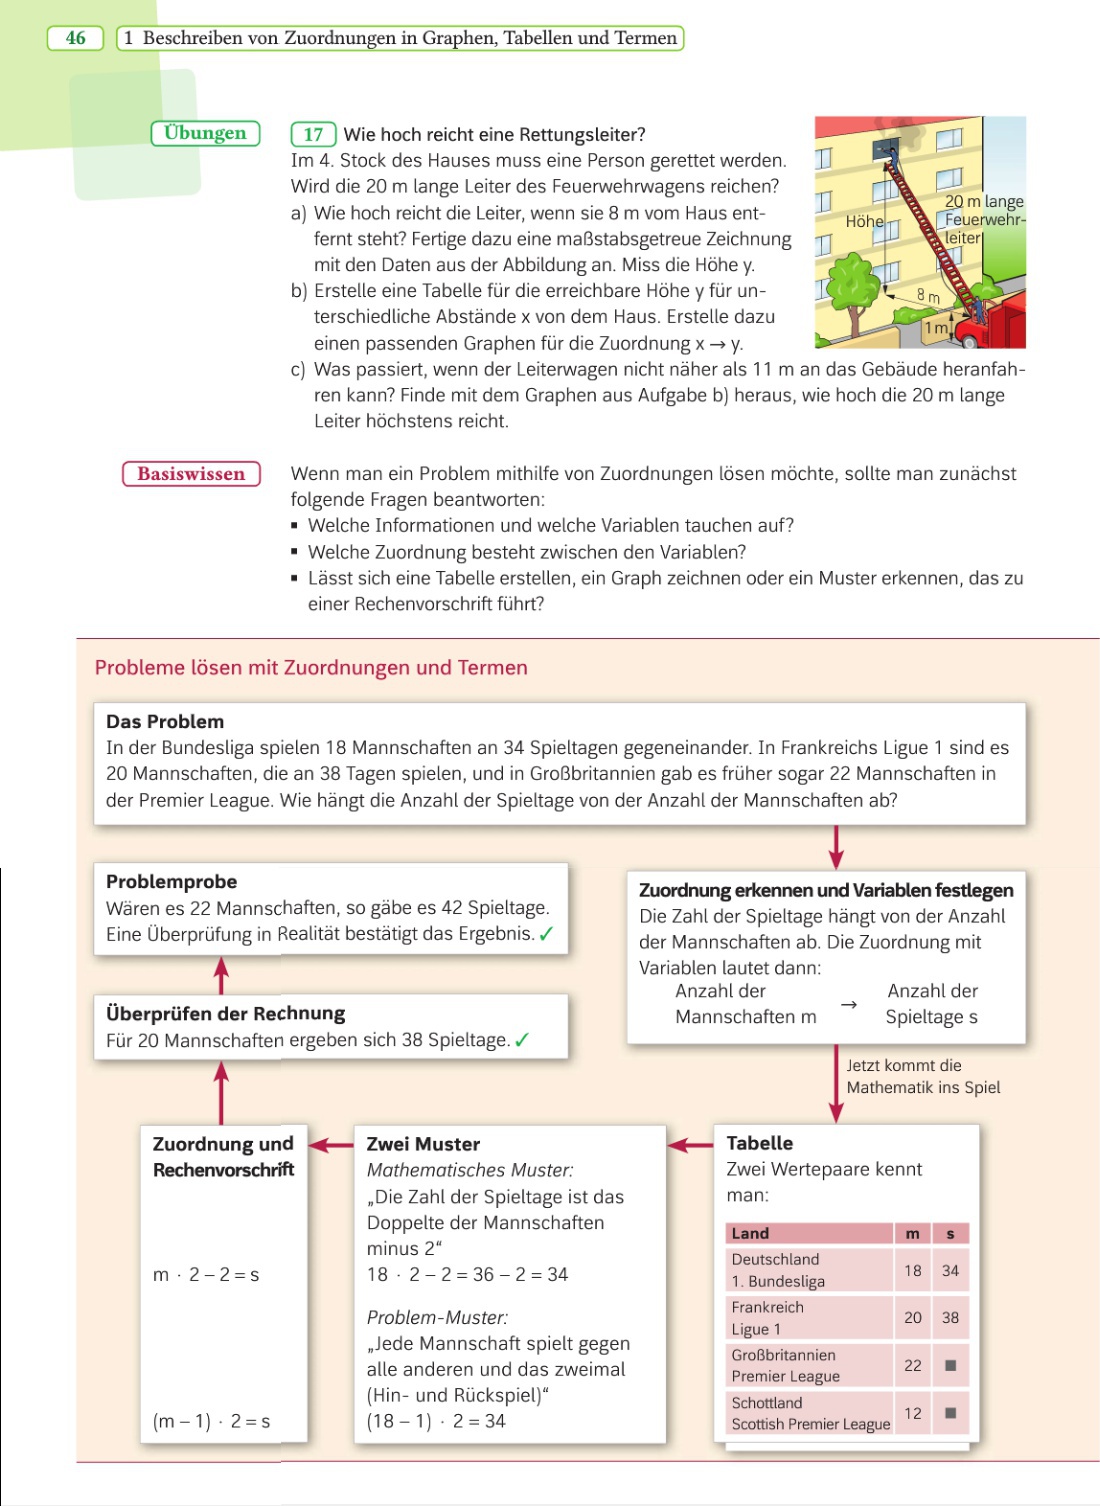 46
1 Beschreiben von Zuordnungen in Graphen, Tabellen und Termen
Übungen
17 Wie hoch reicht eine Rettungsleiter?
Im 4. Stock des Hauses muss eine Person gerettet werden.
Wird die 20 m lange Leiter des Feuerwehrwagens reichen?
a) Wie hoch reicht die Leiter, wenn sie 8 m vom Haus ent-
fernt steht? Fertige dazu eine maßstabsgetreue Zeichnung
mit den Daten aus der Abbildung an. Miss die Höhe y.
b) Erstelle eine Tabelle für die erreichbare Höhe y für un-
terschiedliche Abstände x von dem Haus. Erstelle dazu
einen passenden Graphen für die Zuordnung x → y.
c) Was passiert, wenn der Leiterwagen nicht näher als 11 m an das Gebäude heranfah-
ren kann? Finde mit dem Graphen aus Aufgabe b) heraus, wie hoch die 20 m lange
Leiter höchstens reicht.
20 m lange
Feuerwehr-
leiter
Höhe
8 m
1 m
Basiswissen
Wenn man ein Problem mithilfe von Zuordnungen lösen möchte, sollte man zunächst
folgende Fragen beantworten:
▪ Welche Informationen und welche Variablen tauchen auf?
▪ Welche Zuordnung besteht zwischen den Variablen?
▪ Lässt sich eine Tabelle erstellen, ein Graph zeichnen oder ein Muster erkennen, das zu
einer Rechenvorschrift führt?
Probleme lösen mit Zuordnungen und Termen
Das Problem
In der Bundesliga spielen 18 Mannschaften an 34 Spieltagen gegeneinander. In Frankreichs Ligue 1 sind es
20 Mannschaften, die an 38 Tagen spielen, und in Großbritannien gab es früher sogar 22 Mannschaften in
der Premier League. Wie hängt die Anzahl der Spieltage von der Anzahl der Mannschaften ab?
Zuordnung erkennen und Variablen festlegen
Die Zahl der Spieltage hängt von der Anzahl
der Mannschaften ab. Die Zuordnung mit
Variablen lautet dann:
Anzahl der Mannschaften m → Anzahl der Spieltage s
Jetzt kommt die
Mathematik ins Spiel
Tabelle
Zwei Wertepaare kennt
man:
Land m s
Deutschland
1. Bundesliga 18 34
Frankreich
Ligue 1 20 38
Großbritannien
Premier League 22 ■
Schottland
Scottish Premier League 12 ■
Zwei Muster
Mathematisches Muster:
„Die Zahl der Spieltage ist das
Doppelte der Mannschaften
minus 2“
18 · 2 – 2 = 36 – 2 = 34
Problem-Muster:
„Jede Mannschaft spielt gegen
alle anderen und das zweimal
(Hin- und Rückspiel)“
(18 – 1) · 2 = 34
Zuordnung und
Rechenvorschrift
m · 2 – 2 = s
(m – 1) · 2 = s
Überprüfen der Rechnung
Für 20 Mannschaften ergeben sich 38 Spieltage. ✓
Problemprobe
Wären es 22 Mannschaften, so gäbe es 42 Spieltage.
Eine Überprüfung in Realität bestätigt das Ergebnis. ✓